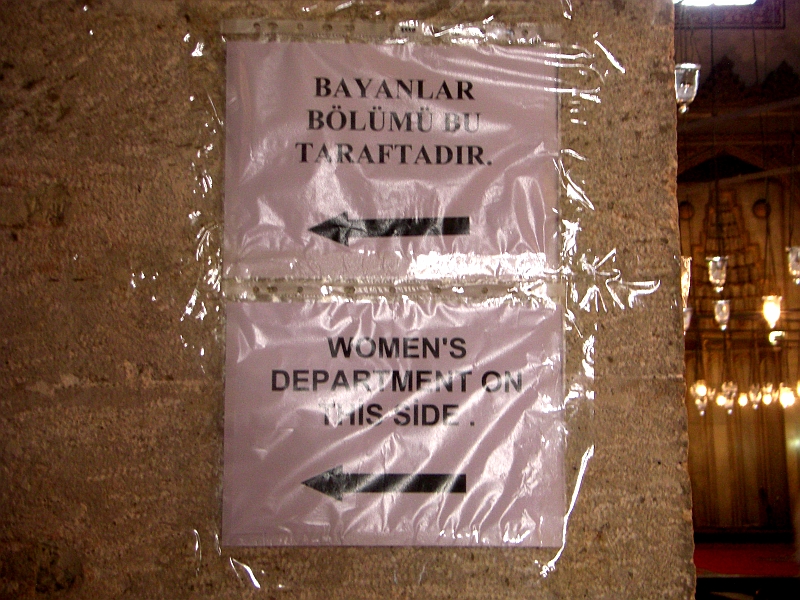 BAYANLAR
BÖLÜMÜ BU
TARAFTADIR.
WOMEN'S
DEPARTMENT ON
THIS SIDE .